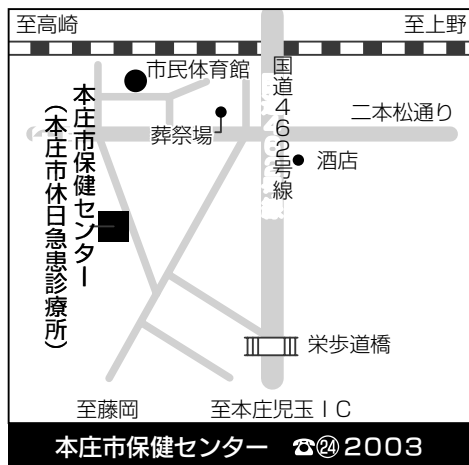 至高崎
至上野
市民体育館
国道462号線
二本松通り
葬祭場
酒店
本庄市保健センター
（本庄市休日急患診療所）
栄歩道橋
至藤岡
至本庄児玉IC
本庄市保健センター ☎㉔2003